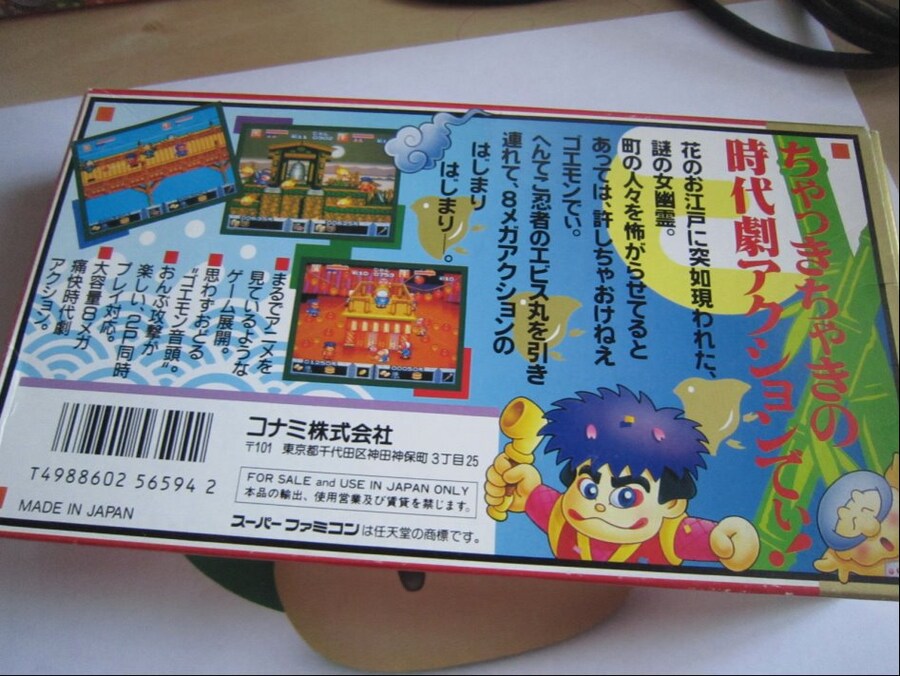 ちゃっきちゃきの
時代劇アクションでい!
花のお江戸に突如現われた、
謎の女幽霊。
町の人々を怖がらせてると
あっては、許しちゃおけねえ
ゴエモンでい。
へんてこ忍者のエビス丸を引き
連れて、8メガアクションの
はじまり
はじまり〜。
まるでアニメを
見ているような
ゲーム展開。
思わずおどる
"ゴエモン音頭"。
おんぶ攻撃が
楽しい2P同時
プレイ対応。
大容量8メガ
痛快時代劇
アクション。
コナミ株式会社
〒101 東京都千代田区神田神保町3丁目25
FOR SALE and USE IN JAPAN ONLY
本品の輸出、使用営業及び賃貸を禁じます。
スーパーファミコンは任天堂の商標です。
T4988602 56594 2
MADE IN JAPAN